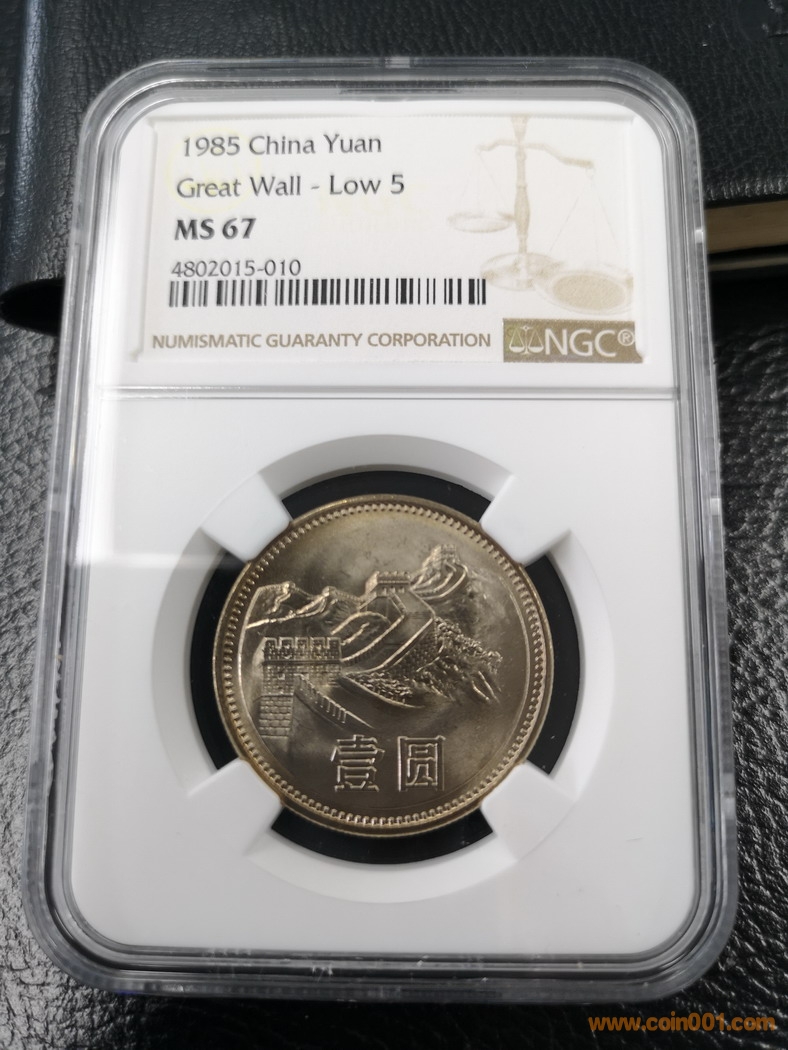 1985 China Yuan
Great Wall - Low 5
MS 67
4802015-010
NUMISMATIC GUARANTY CORPORATION
NGC®
壹圆
www.coin001.com